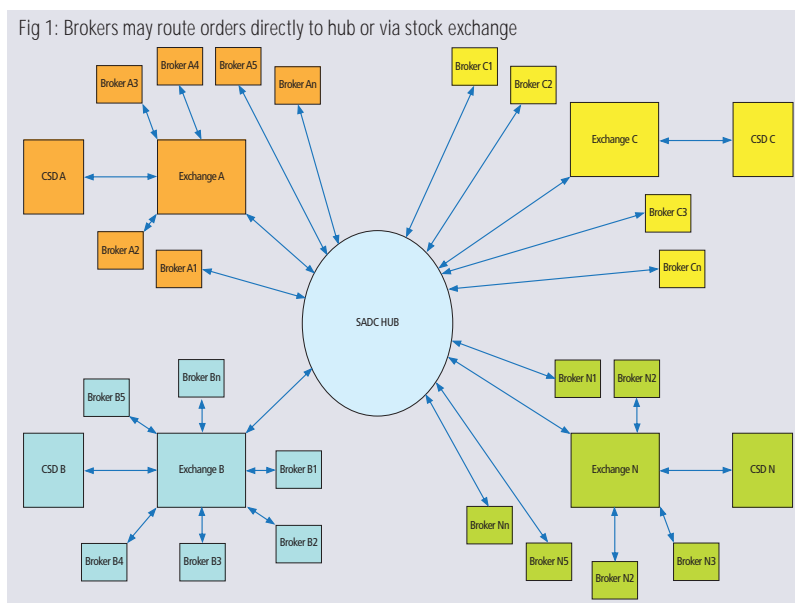 Fig 1: Brokers may route orders directly to hub or via stock exchange
Broker A3
Broker A4
Broker A5
Broker An
CSD A
Exchange A
Broker A2
Broker A1
Broker C1
Broker C2
Exchange C
CSD C
Broker C3
Broker Cn
SADC HUB
Broker B5
Broker Bn
CSD B
Exchange B
Broker B1
Broker B2
Broker B4
Broker B3
Broker N1
Broker N2
Exchange N
CSD N
Broker Nn
Broker N5
Broker N2
Broker N3